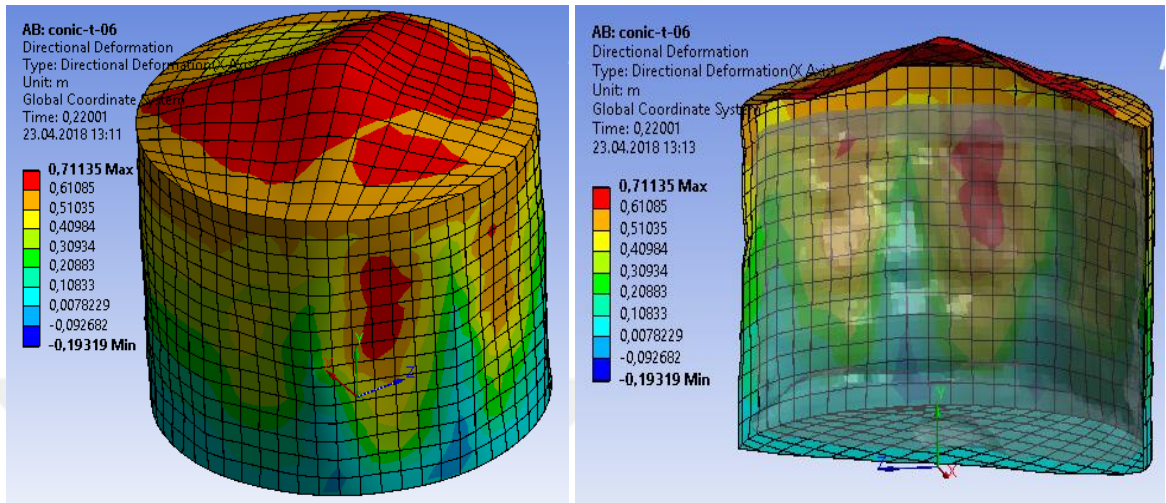 AB: conic-t-06
Directional Deformation
Type: Directional Deformation(X Axis)
Unit: m
Global Coordinate System
Time: 0,22001
23.04.2018 13:11
0,71135 Max
0,61085
0,51035
0,40984
0,30934
0,20883
0,10833
0,0078229
-0,092682
-0,19319 Min
Y
Z
AB: conic-t-06
Directional Deformation
Type: Directional Deformation(X Axis)
Unit: m
Global Coordinate System
Time: 0,22001
23.04.2018 13:13
0,71135 Max
0,61085
0,51035
0,40984
0,30934
0,20883
0,10833
0,0078229
-0,092682
-0,19319 Min
Y
Z
X